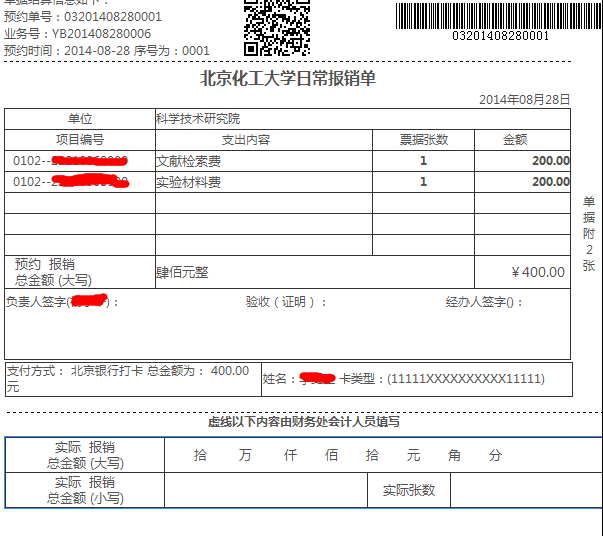 单据结算信息如下：
预约单号：03201408280001
业务号：YB201408280006
预约时间：2014-08-28 序号为：0001
03201408280001
北京化工大学日常报销单
2014年08月28日
单位 科学技术研究院
项目编号 支出内容 票据张数 金额
0102-- 文献检索费 1 200.00
0102-- 实验材料费 1 200.00
预约 报销
总金额 (大写) 肆佰元整 ￥400.00
单据附2张
负责人签字( )： 验收（证明）： 经办人签字()：
支付方式： 北京银行打卡 总金额为： 400.00
元
姓名： 卡类型：(11111XXXXXXXXXX11111)
虚线以下内容由财务处会计人员填写
实际 报销
总金额 (大写) 拾 万 仟 佰 拾 元 角 分
实际 报销
总金额 (小写) 实际张数